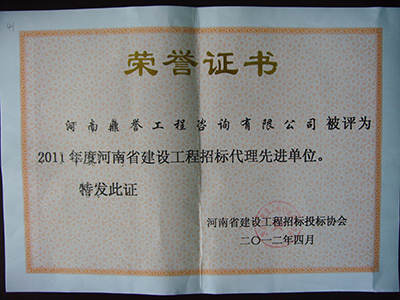 41
荣誉证书
河南鼎誉工程咨询有限公司被评为
2011年度河南省建设工程招标代理先进单位。
特发此证
河南省建设工程招标投标协会
二〇一二年四月